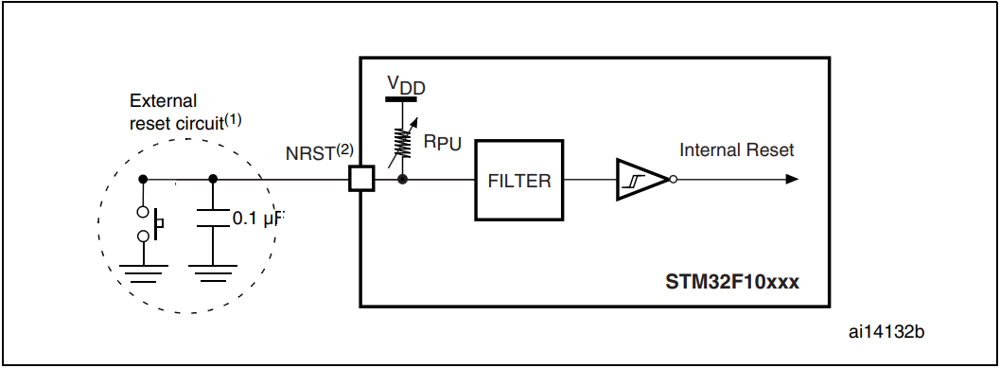 External
reset circuit(1)
VDD
NRST(2)
RPU
FILTER
Internal Reset
0.1 µF
STM32F10xxx
ai14132b